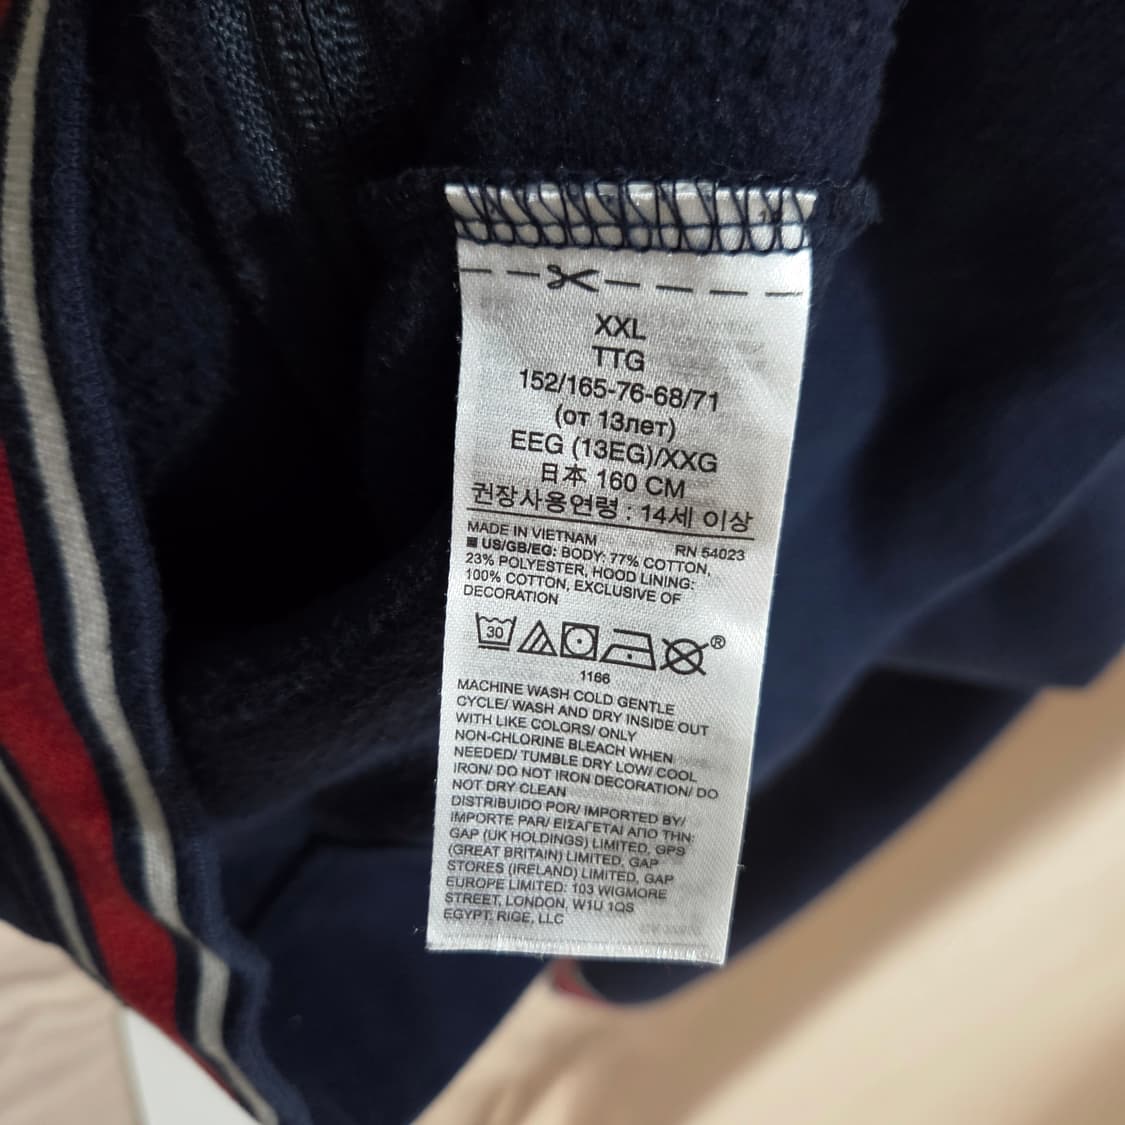 XXL
TTG
152/165-76-68/71
(от 13лет)
EEG (13EG)/XXG
日本 160 CM
권장사용연령 : 14세 이상
MADE IN VIETNAM RN 54023
■ US/GB/EG: BODY: 77% COTTON,
23% POLYESTER, HOOD LINING:
100% COTTON, EXCLUSIVE OF
DECORATION
30
®
1166
MACHINE WASH COLD GENTLE
CYCLE/ WASH AND DRY INSIDE OUT
WITH LIKE COLORS/ ONLY
NON-CHLORINE BLEACH WHEN
NEEDED/ TUMBLE DRY LOW/ COOL
IRON/ DO NOT IRON DECORATION/ DO
NOT DRY CLEAN
DISTRIBUIDO POR/ IMPORTED BY/
IMPORTE PAR/ ΕΙΣΑΓΕΤΑΙ ΑΠΟ ΤΗΝ:
GAP (UK HOLDINGS) LIMITED, GPS
(GREAT BRITAIN) LIMITED, GAP
STORES (IRELAND) LIMITED, GAP
EUROPE LIMITED: 103 WIGMORE
STREET, LONDON, W1U 1QS
EGYPT, RIGE, LLC